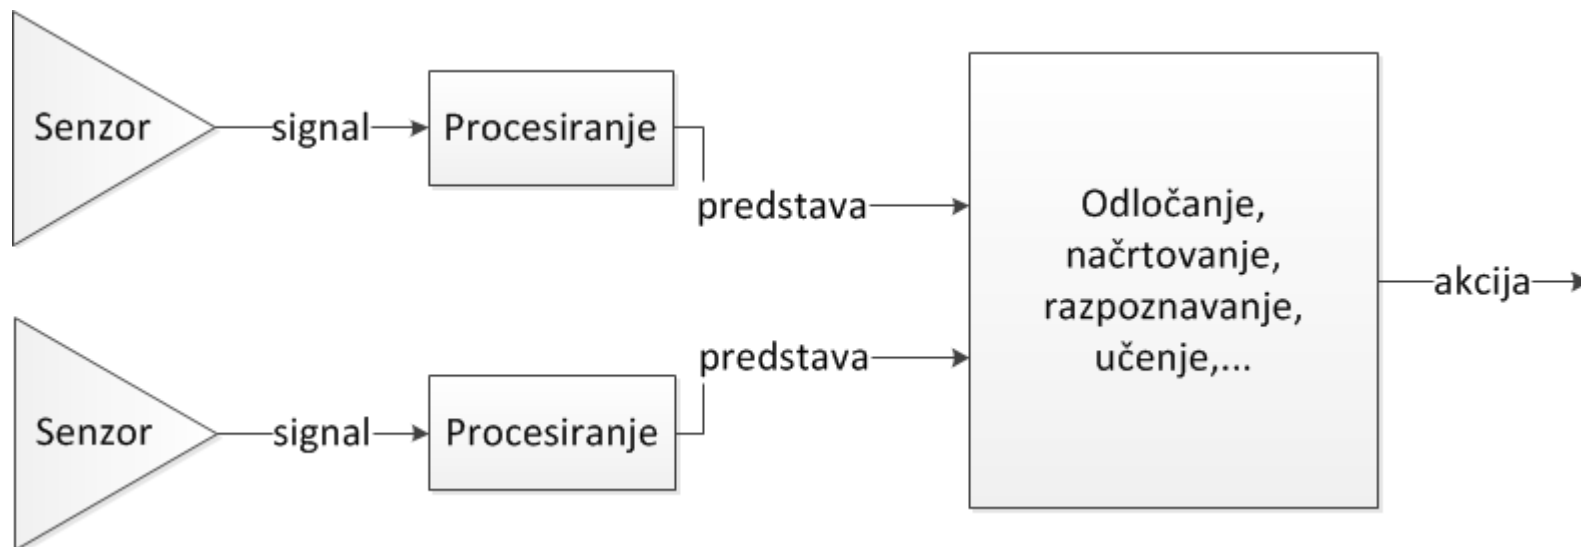 Senzor
signal
Procesiranje
predstava
Odločanje,
načrtovanje,
razpoznavanje,
učenje,...
akcija
predstava
Senzor
signal
Procesiranje